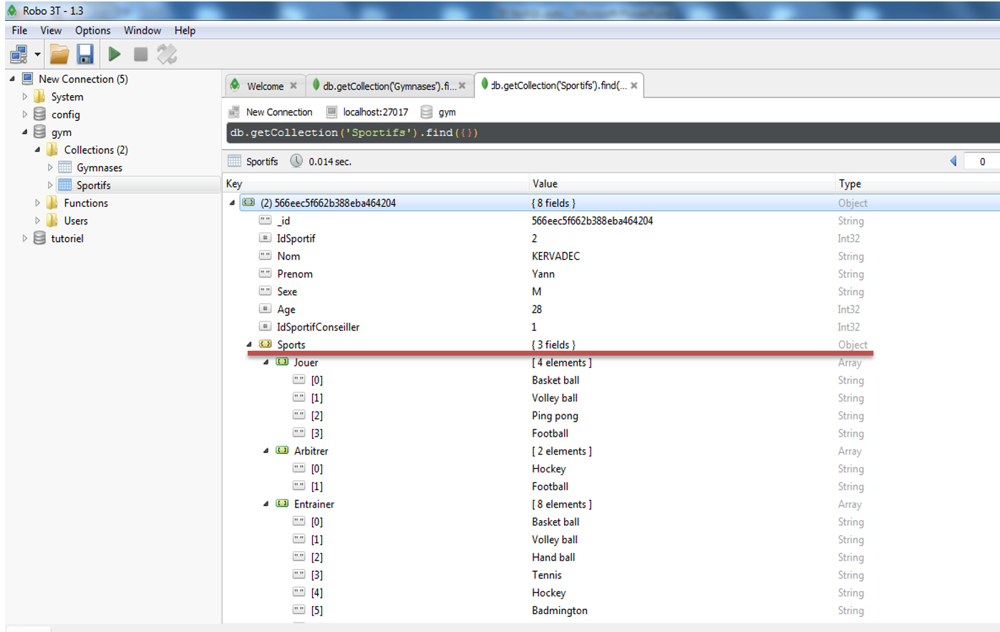 Robo 3T - 1.3
File View Options Window Help
New Connection (5)
System
config
gym
Collections (2)
Gymnases
Sportifs
Functions
Users
tutoriel
Welcome db.getCollection('Gymnases').fi... db.getCollection('Sportifs').find(...
New Connection localhost:27017 gym
db.getCollection('Sportifs').find({})
Sportifs 0.014 sec. 0
Key Value Type
(2) 566eec5f662b388eba464204 { 8 fields } Object
_id 566eec5f662b388eba464204 String
IdSportif 2 Int32
Nom KERVADEC String
Prenom Yann String
Sexe M String
Age 28 Int32
IdSportifConseiller 1 Int32
Sports { 3 fields } Object
Jouer [ 4 elements ] Array
[0] Basket ball String
[1] Volley ball String
[2] Ping pong String
[3] Football String
Arbitrer [ 2 elements ] Array
[0] Hockey String
[1] Football String
Entrainer [ 8 elements ] Array
[0] Basket ball String
[1] Volley ball String
[2] Hand ball String
[3] Tennis String
[4] Hockey String
[5] Badmington String